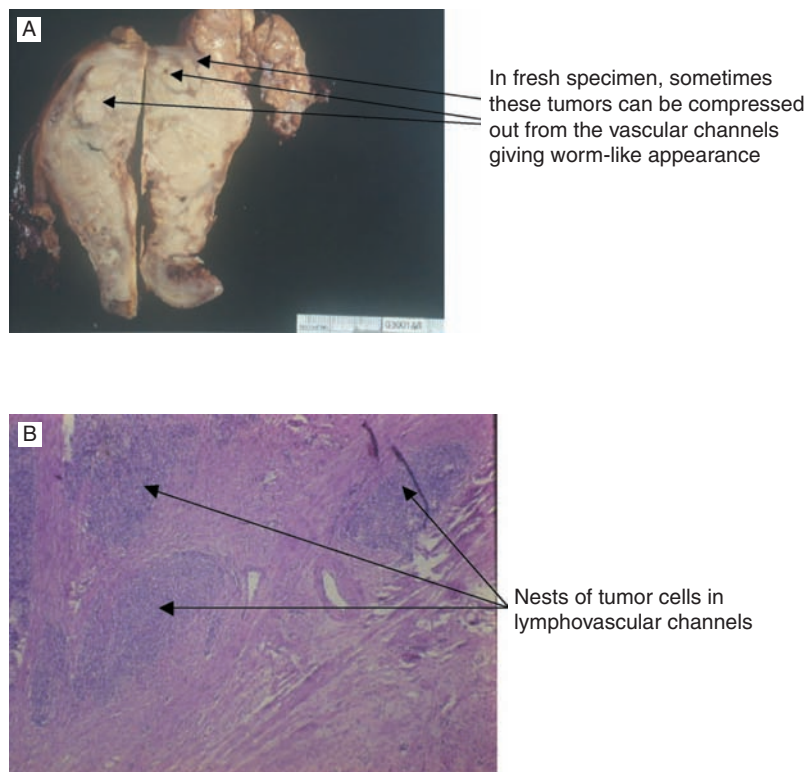 A
In fresh specimen, sometimes
these tumors can be compressed
out from the vascular channels
giving worm-like appearance
B
Nests of tumor cells in
lymphovascular channels